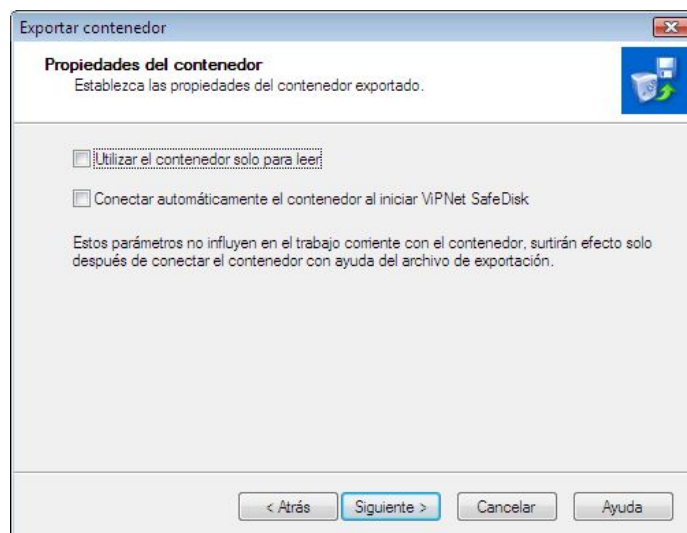 Exportar contenedor
Propiedades del contenedor
Establezca las propiedades del contenedor exportado.
Utilizar el contenedor solo para leer
Conectar automáticamente el contenedor al iniciar ViPNet SafeDisk
Estos parámetros no influyen en el trabajo corriente con el contenedor, surtirán efecto solo
después de conectar el contenedor con ayuda del archivo de exportación.
< Atrás
Siguiente >
Cancelar
Ayuda